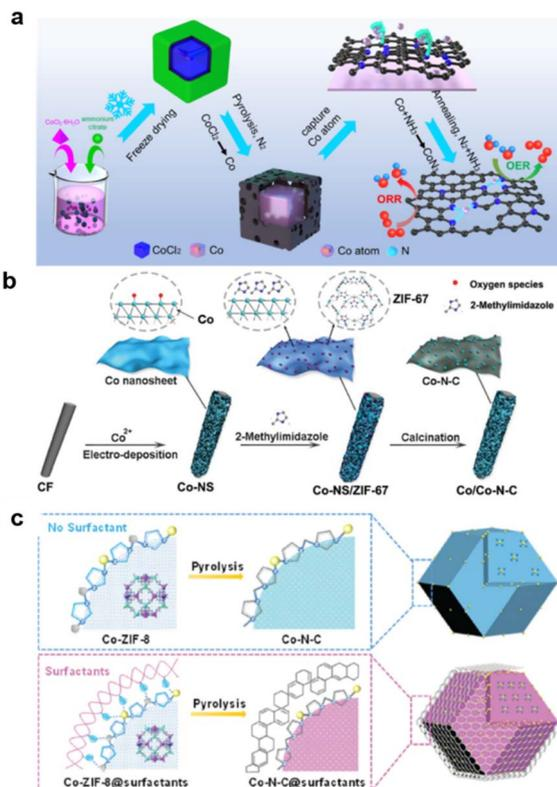 a
CoCl₂·6H₂O
ammonium
citrate
Freeze drying
Pyrolysis, N₂
CoCl₂
Co
capture
Co atom
Annealing, N₂+NH₃
Co+NH₃
ORR
OER
CoCl₂
Co
Co atom
N
b
Co
ZIF-67
Oxygen species
2-Methylimidazole
Co nanosheet
Co-N-C
CF
Co²⁺
Electro-deposition
Co-NS
2-Methylimidazole
Co-NS/ZIF-67
Calcination
Co/Co-N-C
c
No Surfactant
Pyrolysis
Co-ZIF-8
Co-N-C
Surfactants
Pyrolysis
Co-ZIF-8@surfactants
Co-N-C@surfactants